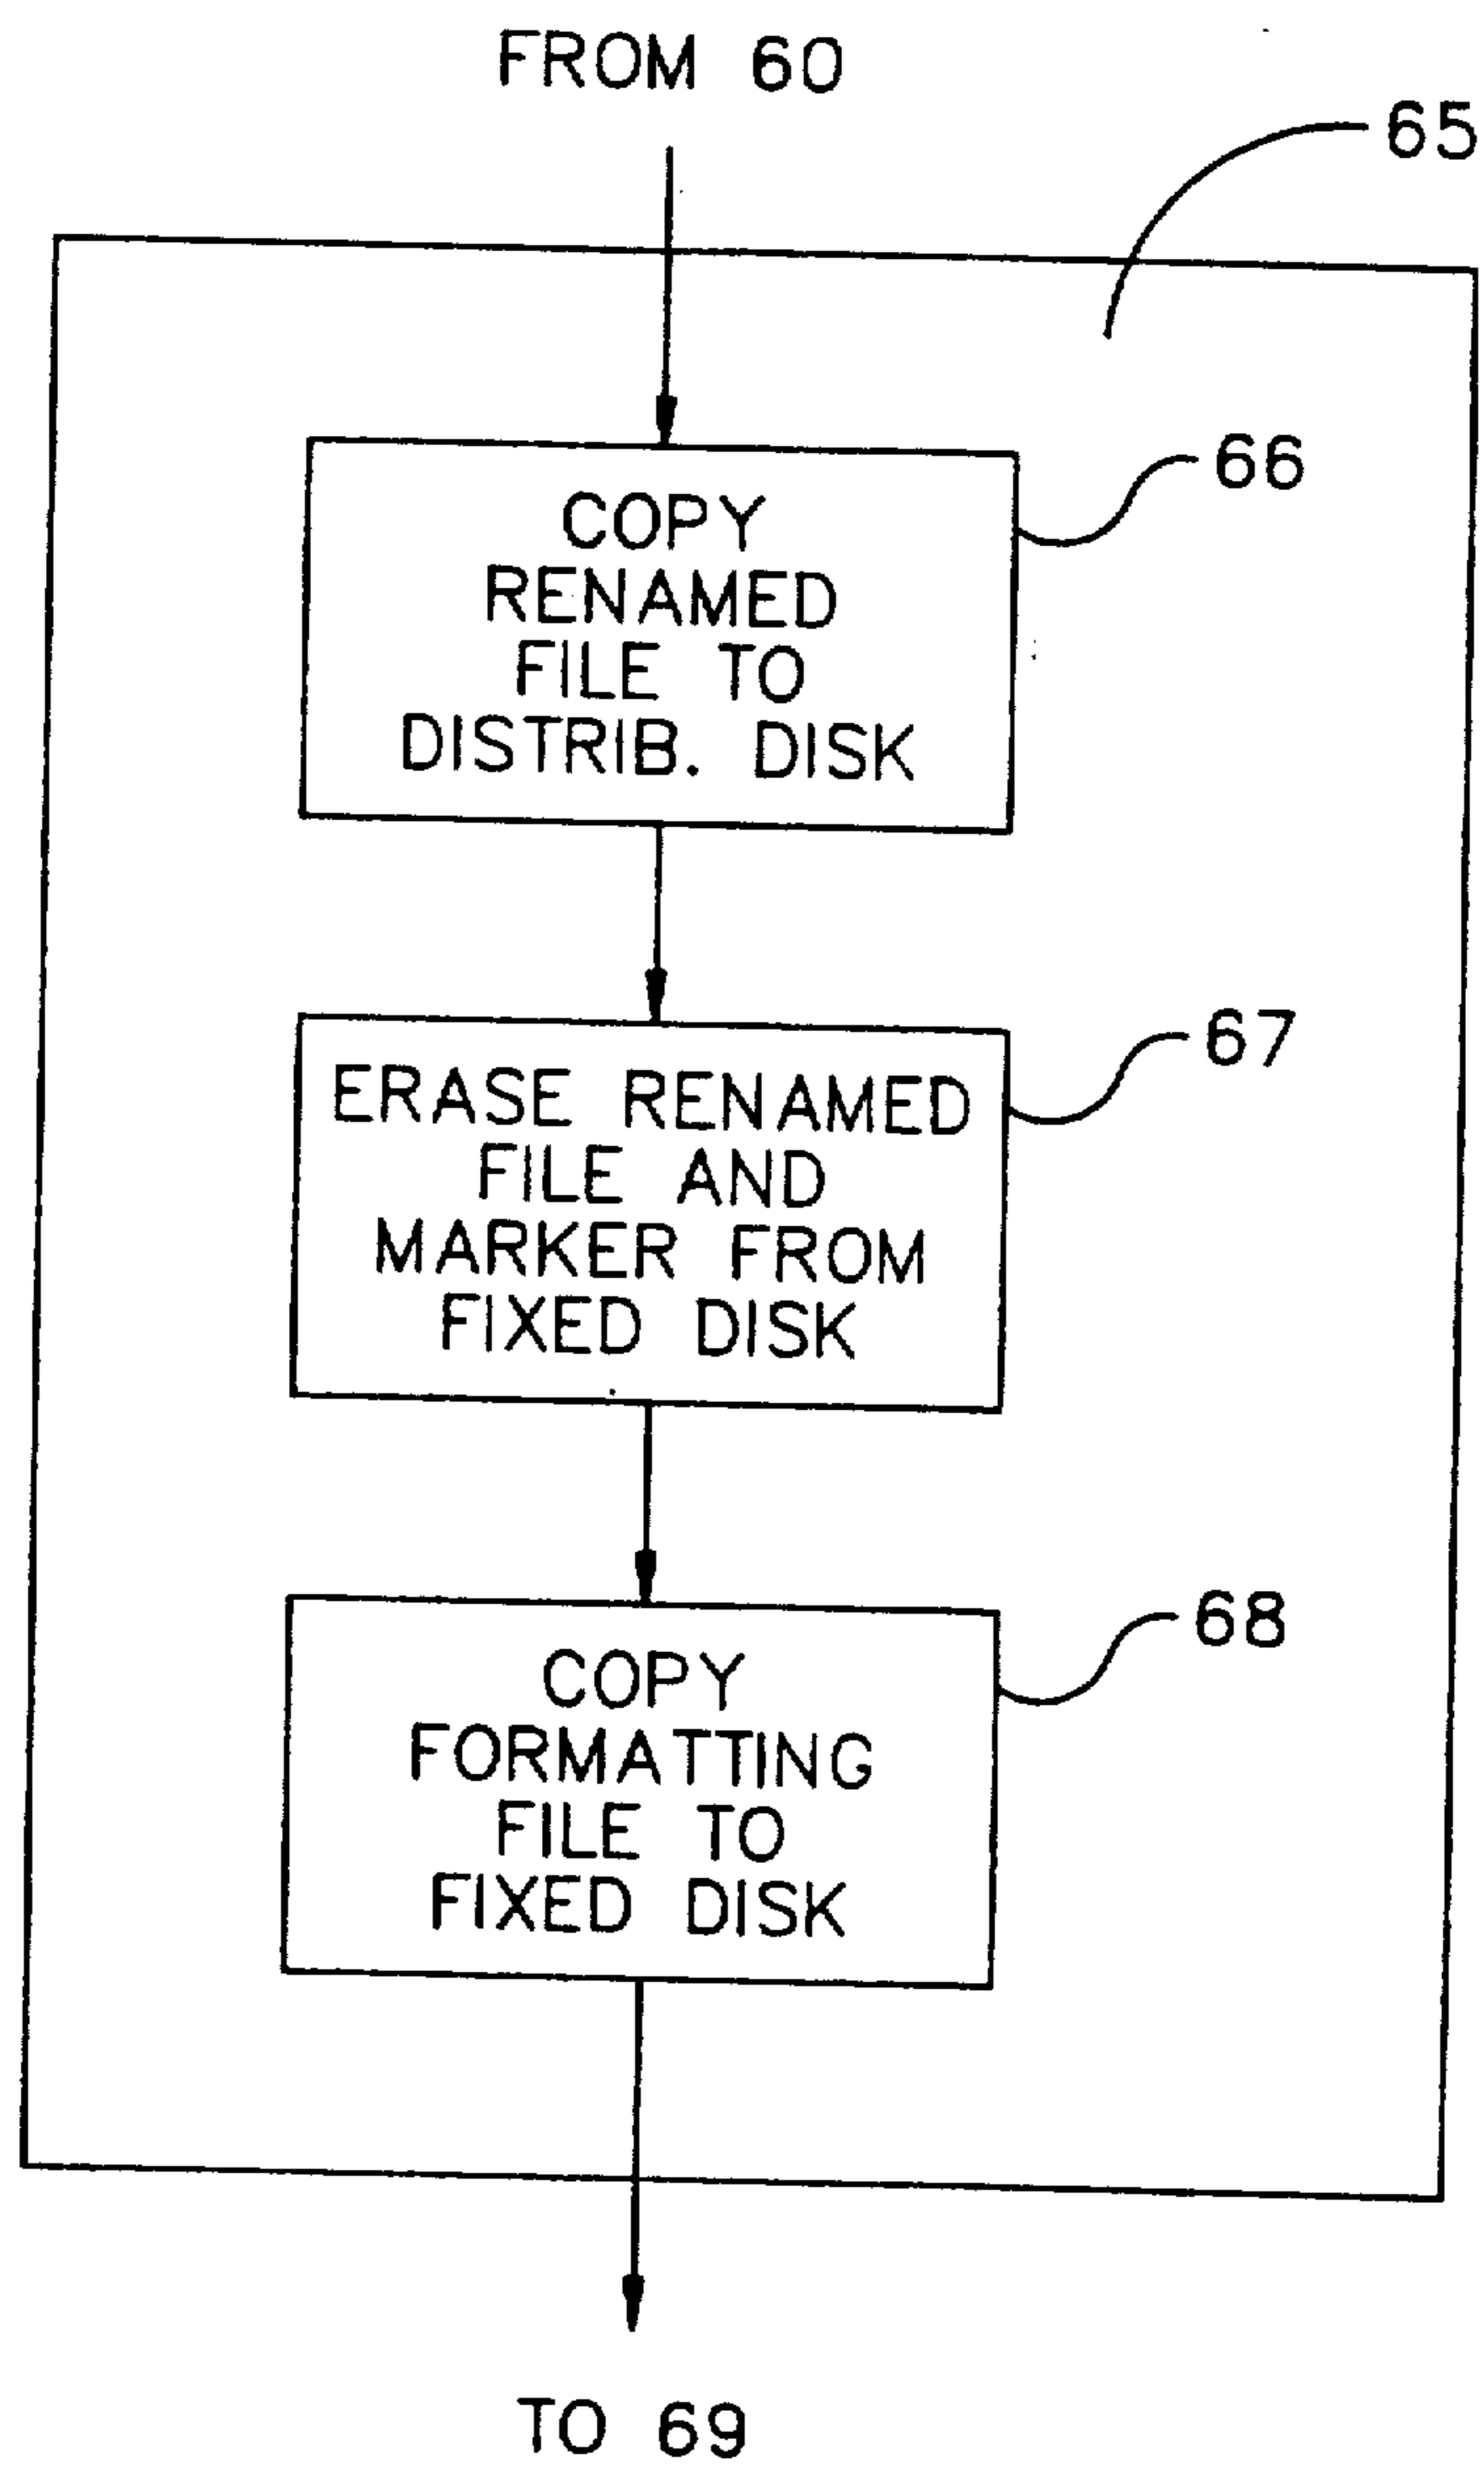 FROM 60
65
COPY
RENAMED
FILE TO
DISTRIB. DISK
66
ERASE RENAMED
FILE AND
MARKER FROM
FIXED DISK
67
COPY
FORMATTING
FILE TO
FIXED DISK
68
TO 69